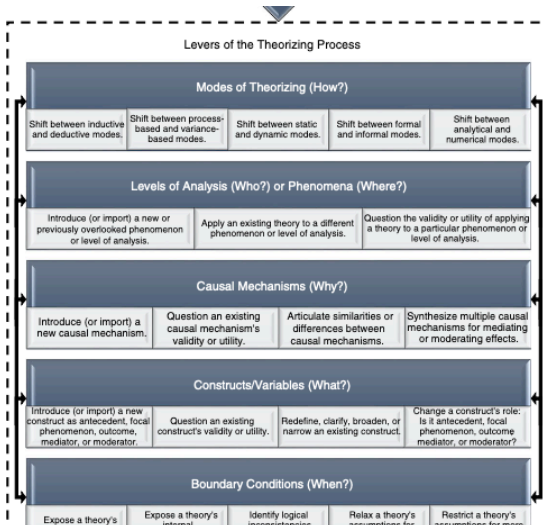 Levers of the Theorizing Process
Modes of Theorizing (How?)
Shift between inductive
and deductive modes.
Shift between process-
based and variance-
based modes.
Shift between static
and dynamic modes.
Shift between formal
and informal modes.
Shift between
analytical and
numerical modes.
Levels of Analysis (Who?) or Phenomena (Where?)
Introduce (or import) a new or
previously overlooked phenomenon
or level of analysis.
Apply an existing theory to a different
phenomenon or level of analysis.
Question the validity or utility of applying
a theory to a particular phenomenon or
level of analysis.
Causal Mechanisms (Why?)
Introduce (or import) a
new causal mechanism.
Question an existing
causal mechanism's
validity or utility.
Articulate similarities or
differences between
causal mechanisms.
Synthesize multiple causal
mechanisms for mediating
or moderating effects.
Constructs/Variables (What?)
Introduce (or import) a new
construct as antecedent, focal
phenomenon, outcome,
mediator, or moderator.
Question an existing
construct's validity or utility.
Redefine, clarify, broaden, or
narrow an existing construct.
Change a construct's role:
Is it antecedent, focal
phenomenon, outcome
mediator, or moderator?
Boundary Conditions (When?)
Expose a theory's
Expose a theory's
internal
Identify logical
inconsistencies
Relax a theory's
assumptions for
Restrict a theory's
assumptions for more